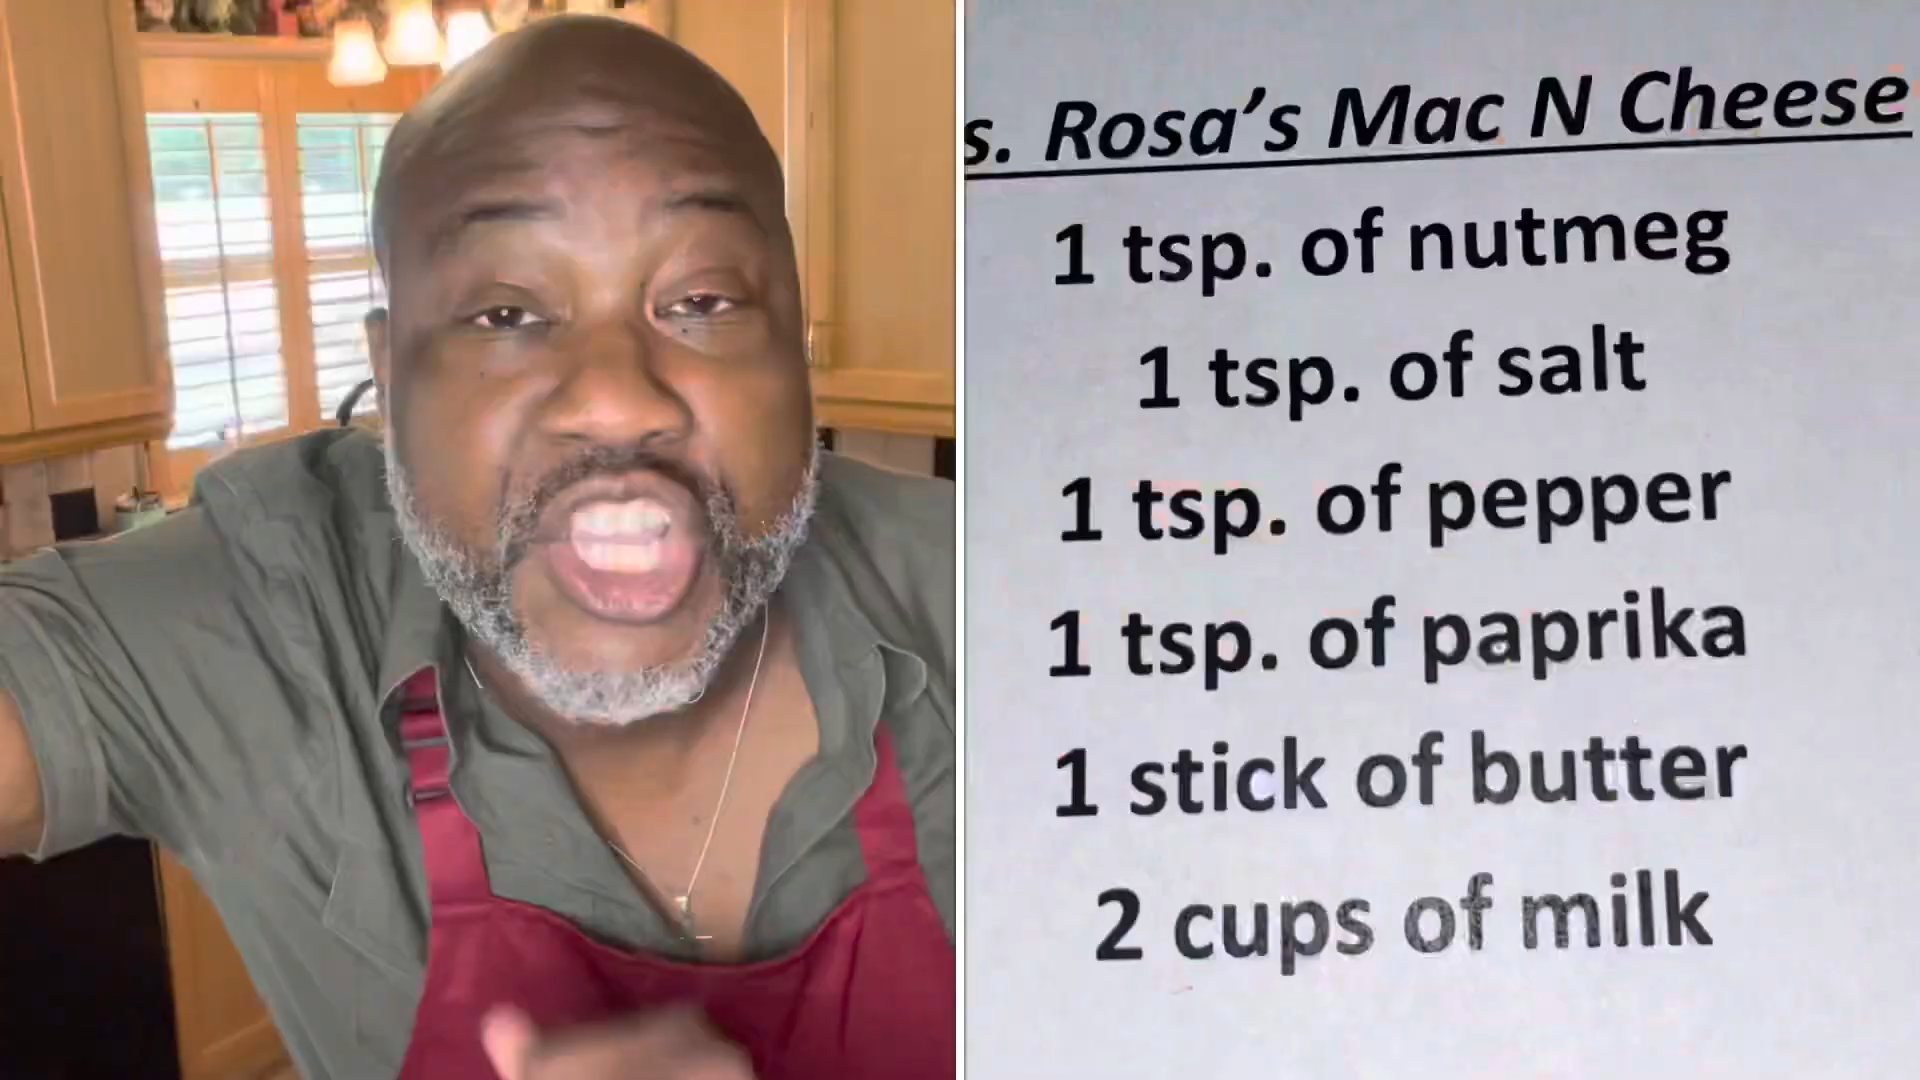 s. Rosa's Mac N Cheese
1 tsp. of nutmeg
1 tsp. of salt
1 tsp. of pepper
1 tsp. of paprika
1 stick of butter
2 cups of milk